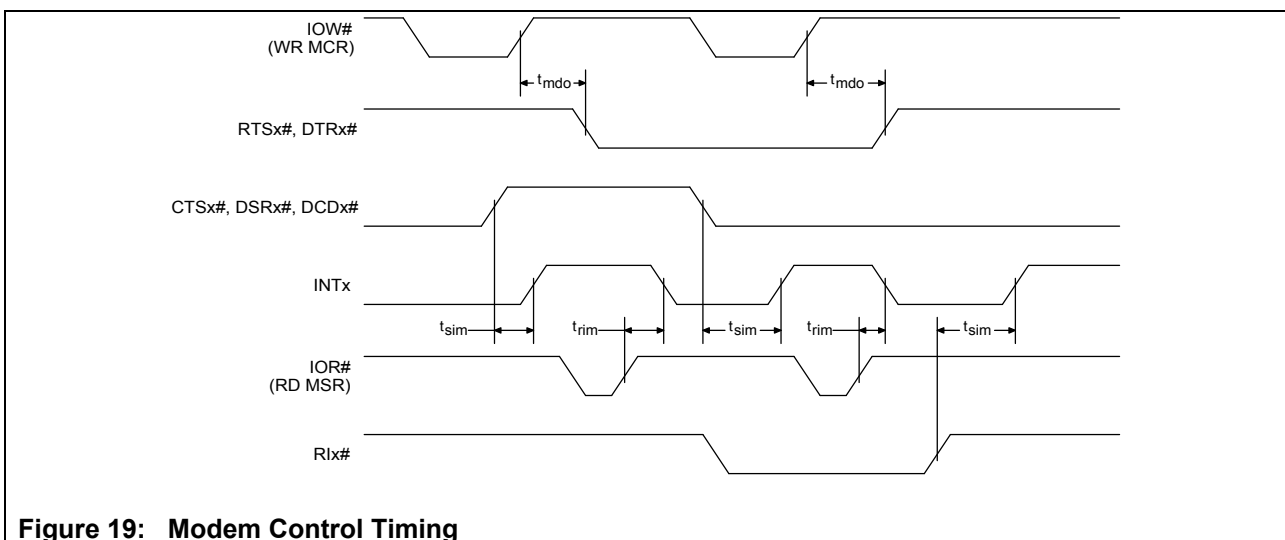 IOW#
(WR MCR)
tmdo tmdo
RTSx#, DTRx#
CTSx#, DSRx#, DCDx#
INTx
tsim trim tsim trim tsim
IOR#
(RD MSR)
RIx#
Figure 19: Modem Control Timing